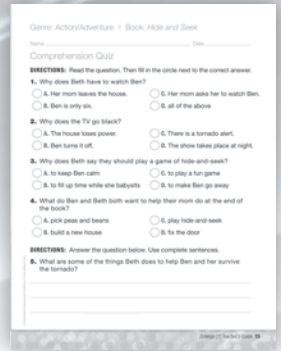 Genre: Action/Adventure • Book: Hide and Seek
Name Date
Comprehension Quiz
DIRECTIONS: Read the question. Then fill in the circle next to the correct answer.
1. Why does Beth have to watch Ben?
A. Her mom leaves the house. C. Her mom asks her to watch Ben.
B. Ben is only six. D. all of the above
2. Why does the TV go black?
A. The house loses power. C. There is a tornado alert.
B. Ben turns it off. D. The show takes place at night.
3. Why does Beth say they should play a game of hide-and-seek?
A. to keep Ben calm C. to play a fun game
B. to fill up time while she babysits D. to make Ben go away
4. What do Ben and Beth both want to help their mom do at the end of
the book?
A. pick peas and beans C. play hide-and-seek
B. build a new house D. fix the door
DIRECTIONS: Answer the question below. Use complete sentences.
5. What are some of the things Beth does to help Ben and her survive
the tornado?
Teacher's Guide